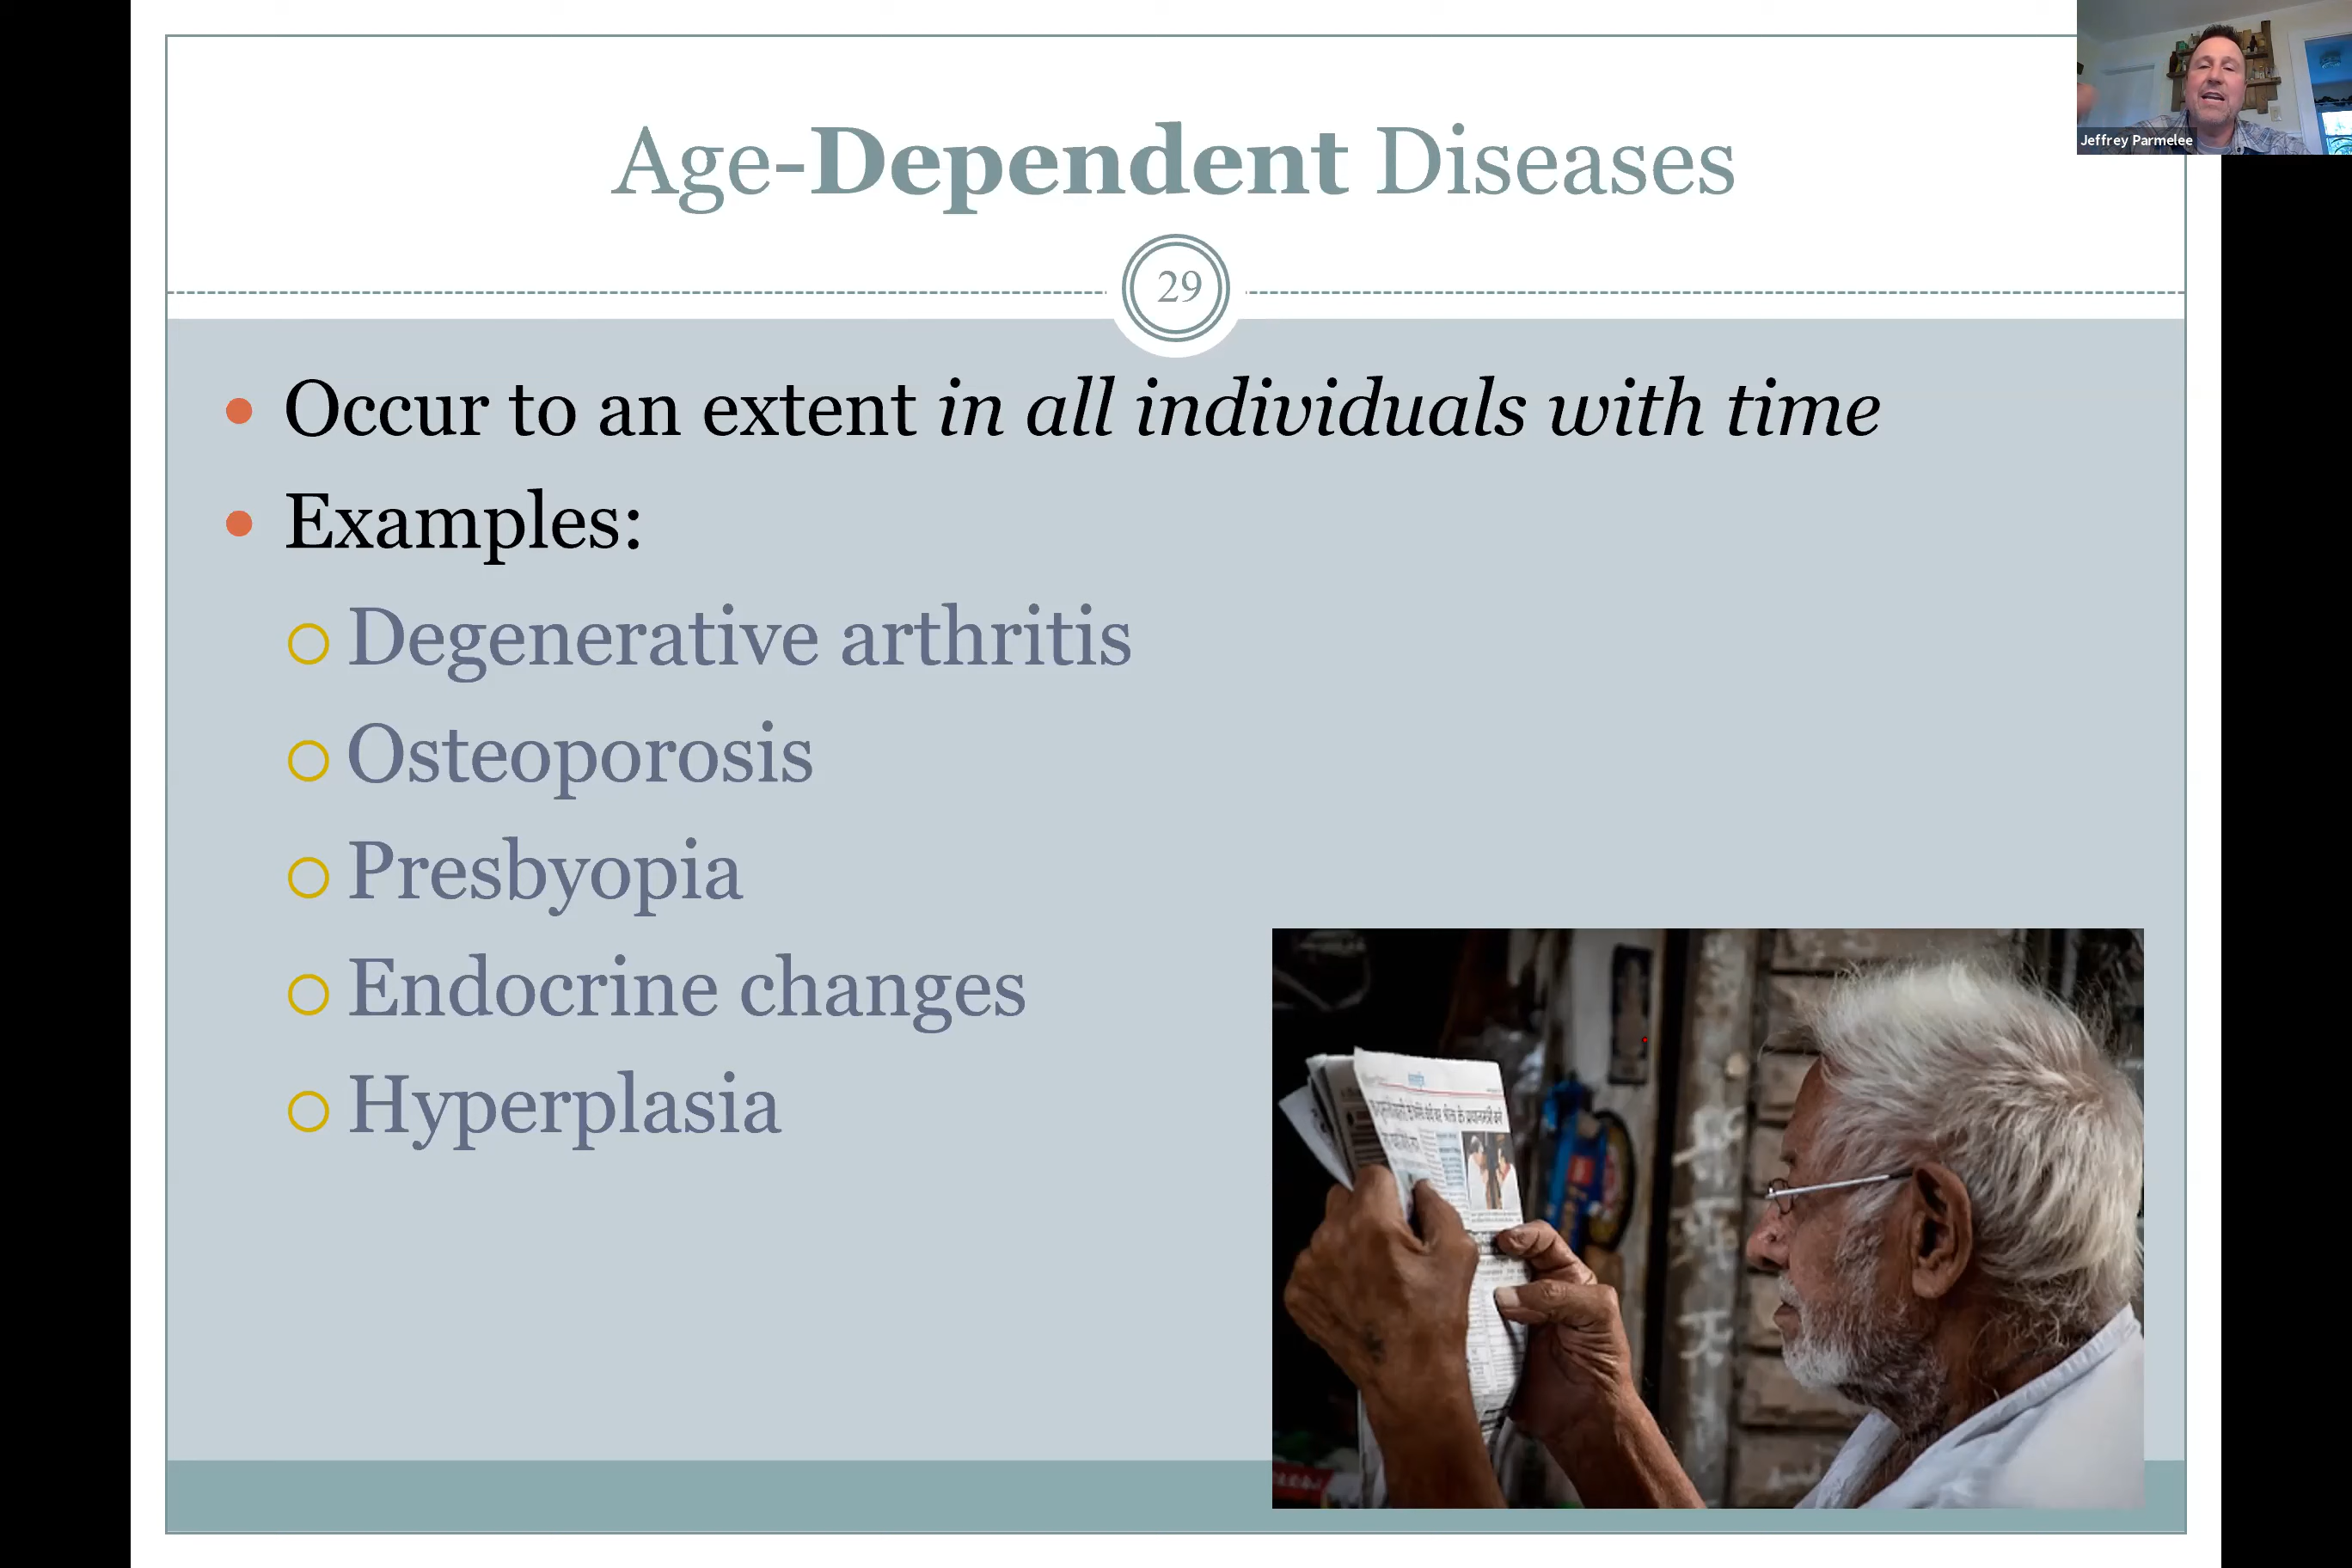 Jeffrey Parmelee
Age-Dependent Diseases
29
Occur to an extent in all individuals with time
Examples:
Degenerative arthritis
Osteoporosis
Presbyopia
Endocrine changes
Hyperplasia